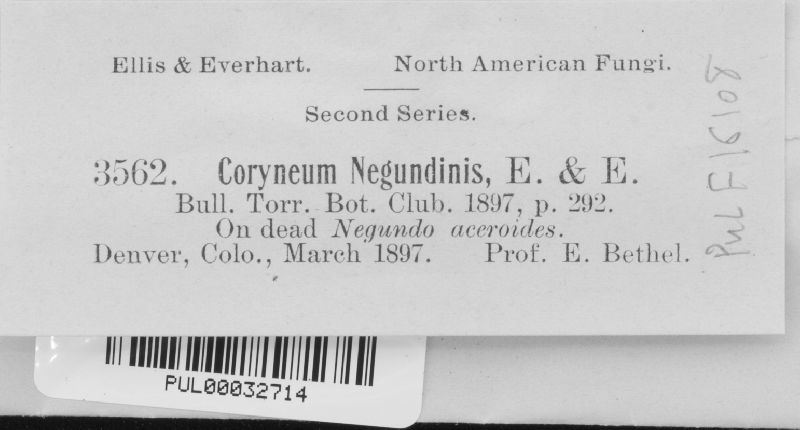 Ellis & Everhart. North American Fungi.
Second Series.
3562. Coryneum Negundinis, E. & E.
Bull. Torr. Bot. Club. 1897, p. 292.
On dead Negundo aceroides.
Denver, Colo., March 1897. Prof. E. Bethel.
PUL F16108
PUL00032714